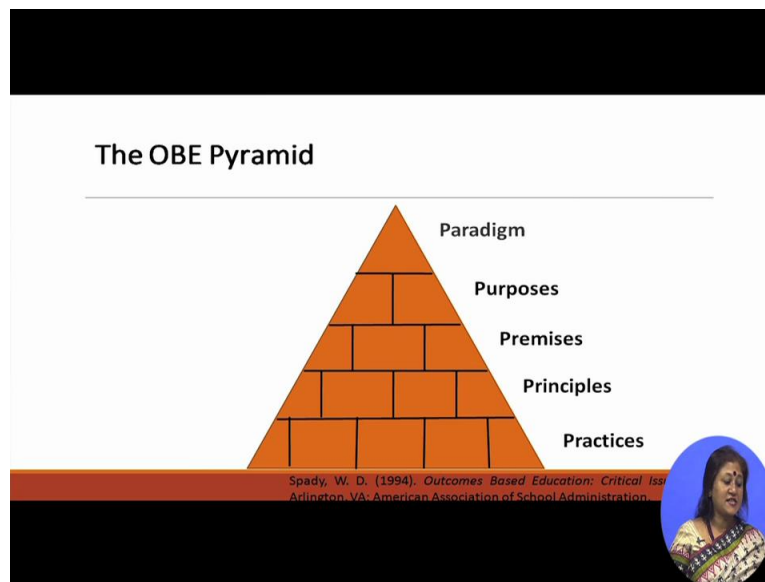 The OBE Pyramid
Paradigm
Purposes
Premises
Principles
Practices
Spady, W. D. (1994). Outcomes Based Education: Critical
Arlington, VA: American Association of School Administration.